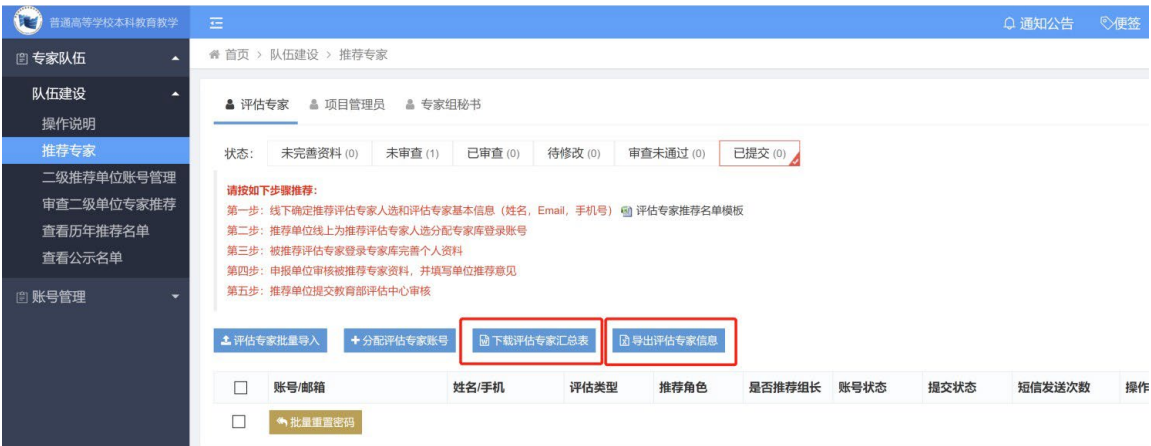 普通高等学校本科教育教学
通知公告 便签
专家队伍
首页 > 队伍建设 > 推荐专家
队伍建设
操作说明
推荐专家
二级推荐单位账号管理
审查二级单位专家推荐
查看历年推荐名单
查看公示名单
账号管理
评估专家 项目管理员 专家组秘书
状态: 未完善资料 (0) 未审查 (1) 已审查 (0) 待修改 (0) 审查未通过 (0) 已提交 (0)
请按如下步骤推荐:
第一步: 线下确定推荐评估专家人选和评估专家基本信息 (姓名, Email, 手机号) 评估专家推荐名单模板
第二步: 推荐单位线上为推荐评估专家人选分配专家库登录账号
第三步: 被推荐评估专家登录专家库完善个人资料
第四步: 申报单位审核被推荐专家资料, 并填写单位推荐意见
第五步: 推荐单位提交教育部评估中心审核
评估专家批量导入 +分配评估专家账号 下载评估专家汇总表 导出评估专家信息
账号/邮箱 姓名/手机 评估类型 推荐角色 是否推荐组长 账号状态 提交状态 短信发送次数 操作
批量重置密码